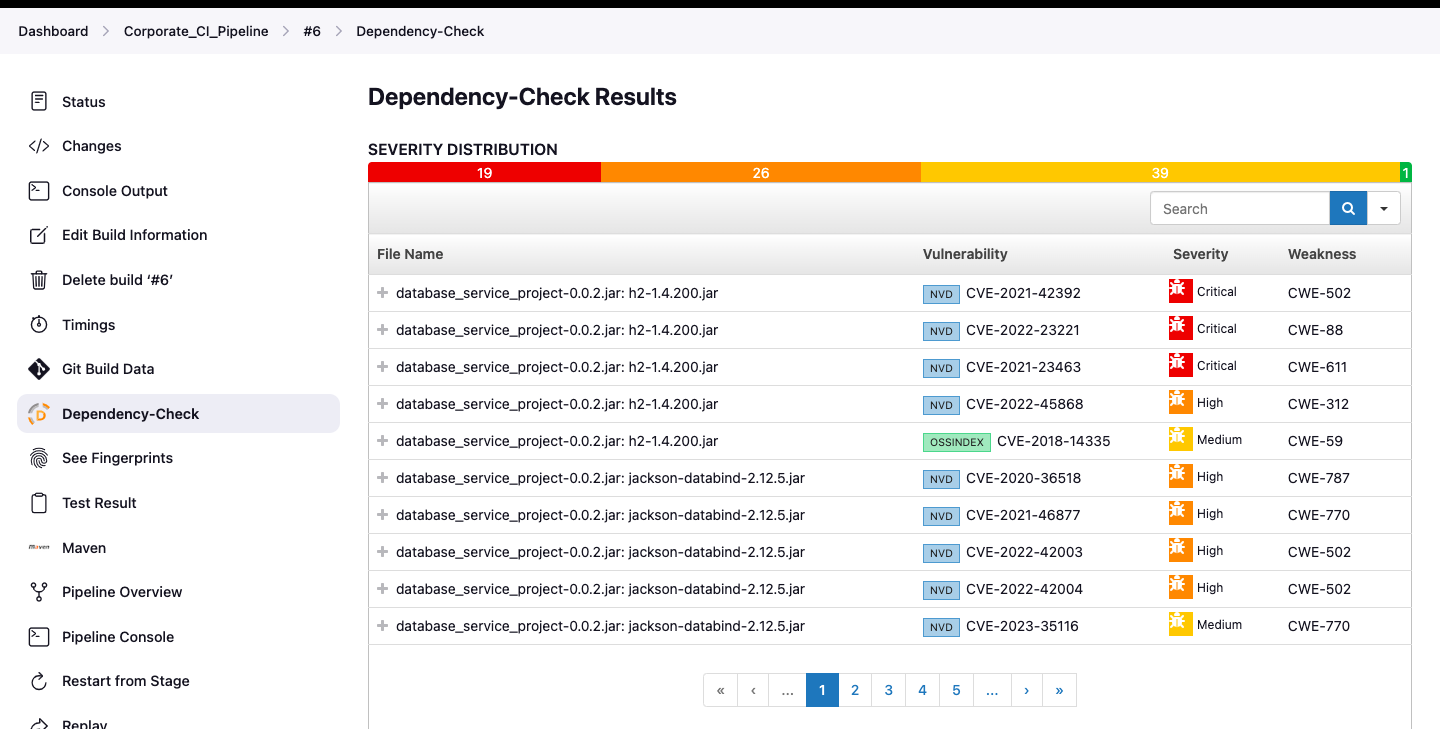 Dashboard > Corporate_CI_Pipeline > #6 > Dependency-Check
Status
Changes
Console Output
Edit Build Information
Delete build ‘#6’
Timings
Git Build Data
Dependency-Check
See Fingerprints
Test Result
Maven Maven
Pipeline Overview
Pipeline Console
Restart from Stage
Replay
Dependency-Check Results
SEVERITY DISTRIBUTION
19 26 39 1
Search
File Name Vulnerability Severity Weakness
database_service_project-0.0.2.jar: h2-1.4.200.jar NVD CVE-2021-42392 Critical CWE-502
database_service_project-0.0.2.jar: h2-1.4.200.jar NVD CVE-2022-23221 Critical CWE-88
database_service_project-0.0.2.jar: h2-1.4.200.jar NVD CVE-2021-23463 Critical CWE-611
database_service_project-0.0.2.jar: h2-1.4.200.jar NVD CVE-2022-45868 High CWE-312
database_service_project-0.0.2.jar: h2-1.4.200.jar OSSINDEX CVE-2018-14335 Medium CWE-59
database_service_project-0.0.2.jar: jackson-databind-2.12.5.jar NVD CVE-2020-36518 High CWE-787
database_service_project-0.0.2.jar: jackson-databind-2.12.5.jar NVD CVE-2021-46877 High CWE-770
database_service_project-0.0.2.jar: jackson-databind-2.12.5.jar NVD CVE-2022-42003 High CWE-502
database_service_project-0.0.2.jar: jackson-databind-2.12.5.jar NVD CVE-2022-42004 High CWE-502
database_service_project-0.0.2.jar: jackson-databind-2.12.5.jar NVD CVE-2023-35116 Medium CWE-770
« ‹ ... 1 2 3 4 5 ... › »